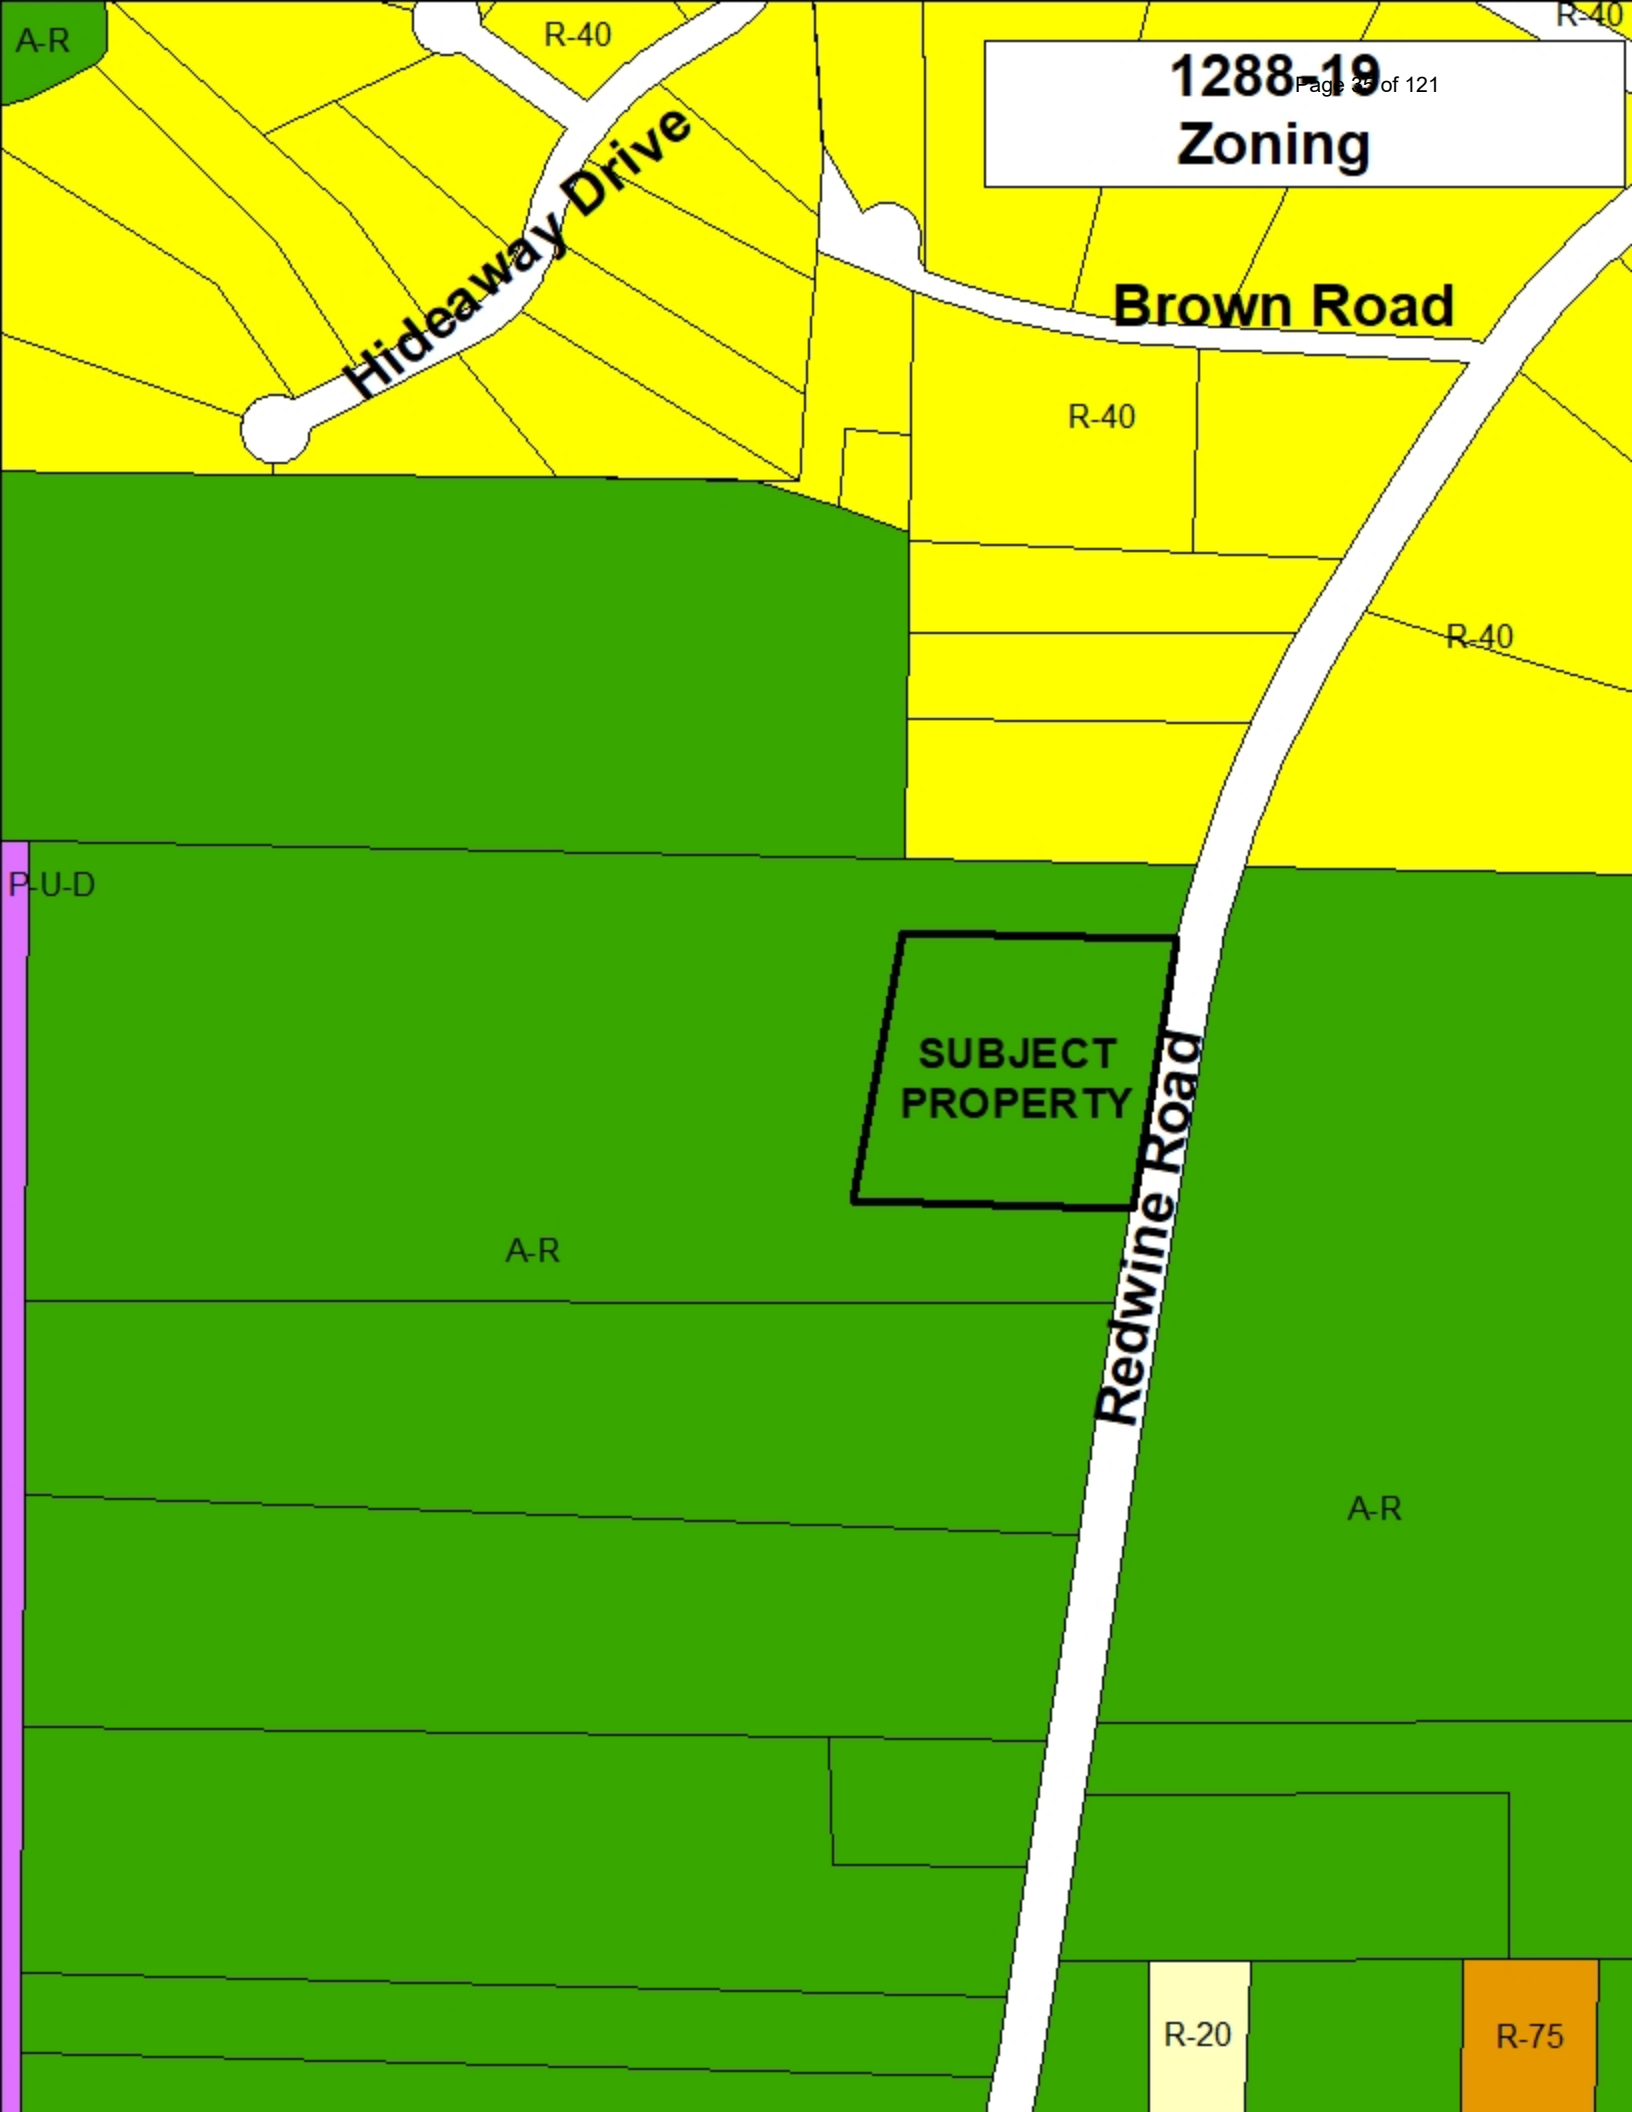 A-R
R-40
R-40
1288-19
Page 35 of 121
Zoning
Hideaway Drive
Brown Road
R-40
R-40
P-U-D
SUBJECT
PROPERTY
Redwine Road
A-R
A-R
R-20
R-75